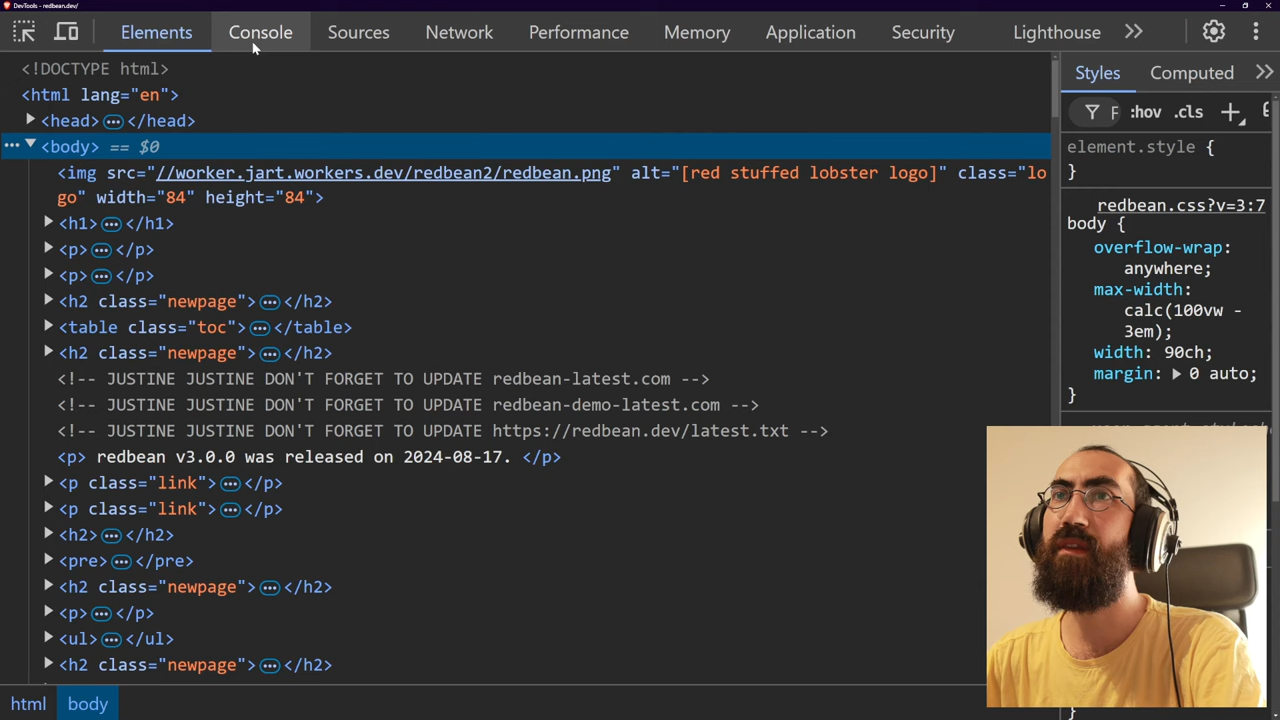 DevTools - redbean.dev/
Elements
Console
Sources
Network
Performance
Memory
Application
Security
Lighthouse
<!DOCTYPE html>
<html lang="en">
<head> ••• </head>
••• <body> == $0
<img src="//worker.jart.workers.dev/redbean2/redbean.png" alt="[red stuffed lobster logo]" class="lo
go" width="84" height="84">
<h1> ••• </h1>
<p> ••• </p>
<p> ••• </p>
<h2 class="newpage"> ••• </h2>
<table class="toc"> ••• </table>
<h2 class="newpage"> ••• </h2>
<!-- JUSTINE JUSTINE DON'T FORGET TO UPDATE redbean-latest.com -->
<!-- JUSTINE JUSTINE DON'T FORGET TO UPDATE redbean-demo-latest.com -->
<!-- JUSTINE JUSTINE DON'T FORGET TO UPDATE https://redbean.dev/latest.txt -->
<p> redbean v3.0.0 was released on 2024-08-17. </p>
<p class="link"> ••• </p>
<p class="link"> ••• </p>
<h2> ••• </h2>
<pre> ••• </pre>
<h2 class="newpage"> ••• </h2>
<p> ••• </p>
<ul> ••• </ul>
<h2 class="newpage"> ••• </h2>
html
body
Styles
Computed
F
:hov
.cls
element.style {
}
redbean.css?v=3:7
body {
overflow-wrap:
anywhere;
max-width:
calc(100vw -
3em);
width: 90ch;
margin: 0 auto;
}
}